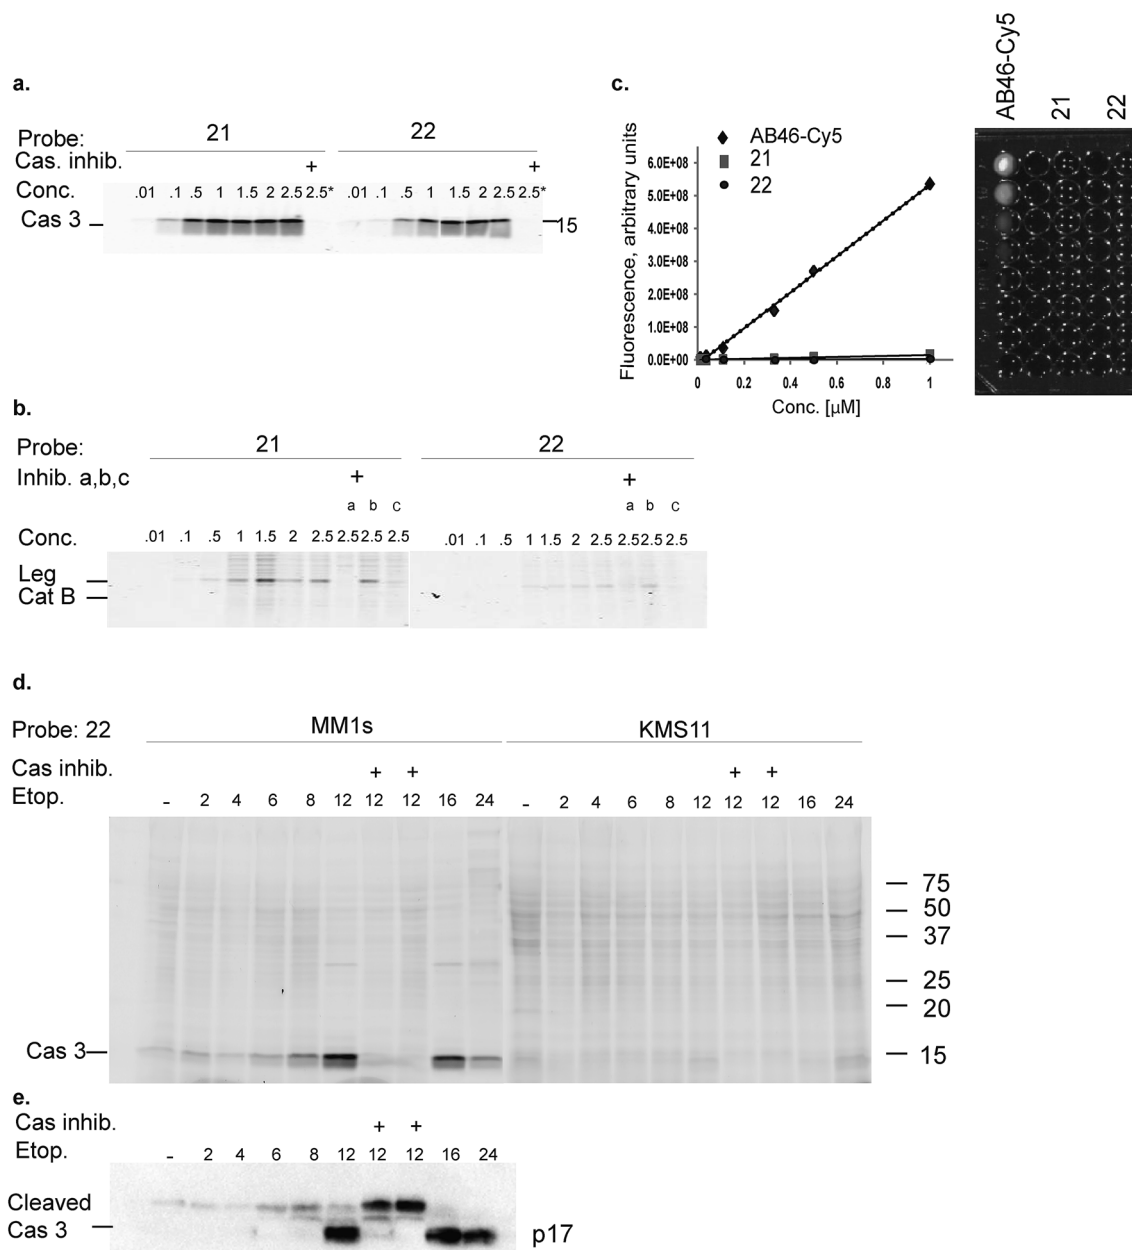 a.
Probe: 21 22
Cas. inhib. + +
Conc. .01 .1 .5 1 1.5 2 2.5 2.5* .01 .1 .5 1 1.5 2 2.5 2.5*
Cas 3 15
b.
Probe: 21 22
Inhib. a,b,c + +
a b c a b c
Conc. .01 .1 .5 1 1.5 2 2.5 2.5 2.5 2.5 .01 .1 .5 1 1.5 2 2.5 2.5 2.5 2.5
Leg
Cat B
c.
AB46-Cy5
21
22
Fluorescence, arbitrary units
6.0E+08
5.0E+08
4.0E+08
3.0E+08
2.0E+08
1.0E+08
0.0E+00
0 0.2 0.4 0.6 0.8 1
Conc. [µM]
AB46-Cy5 21 22
d.
Probe: 22 MM1s KMS11
Cas inhib. + + + +
Etop. - 2 4 6 8 12 12 12 16 24 - 2 4 6 8 12 12 12 16 24
75
50
37
25
20
Cas 3 15
e.
Cas inhib. + +
Etop. - 2 4 6 8 12 12 12 16 24
Cleaved
Cas 3 p17